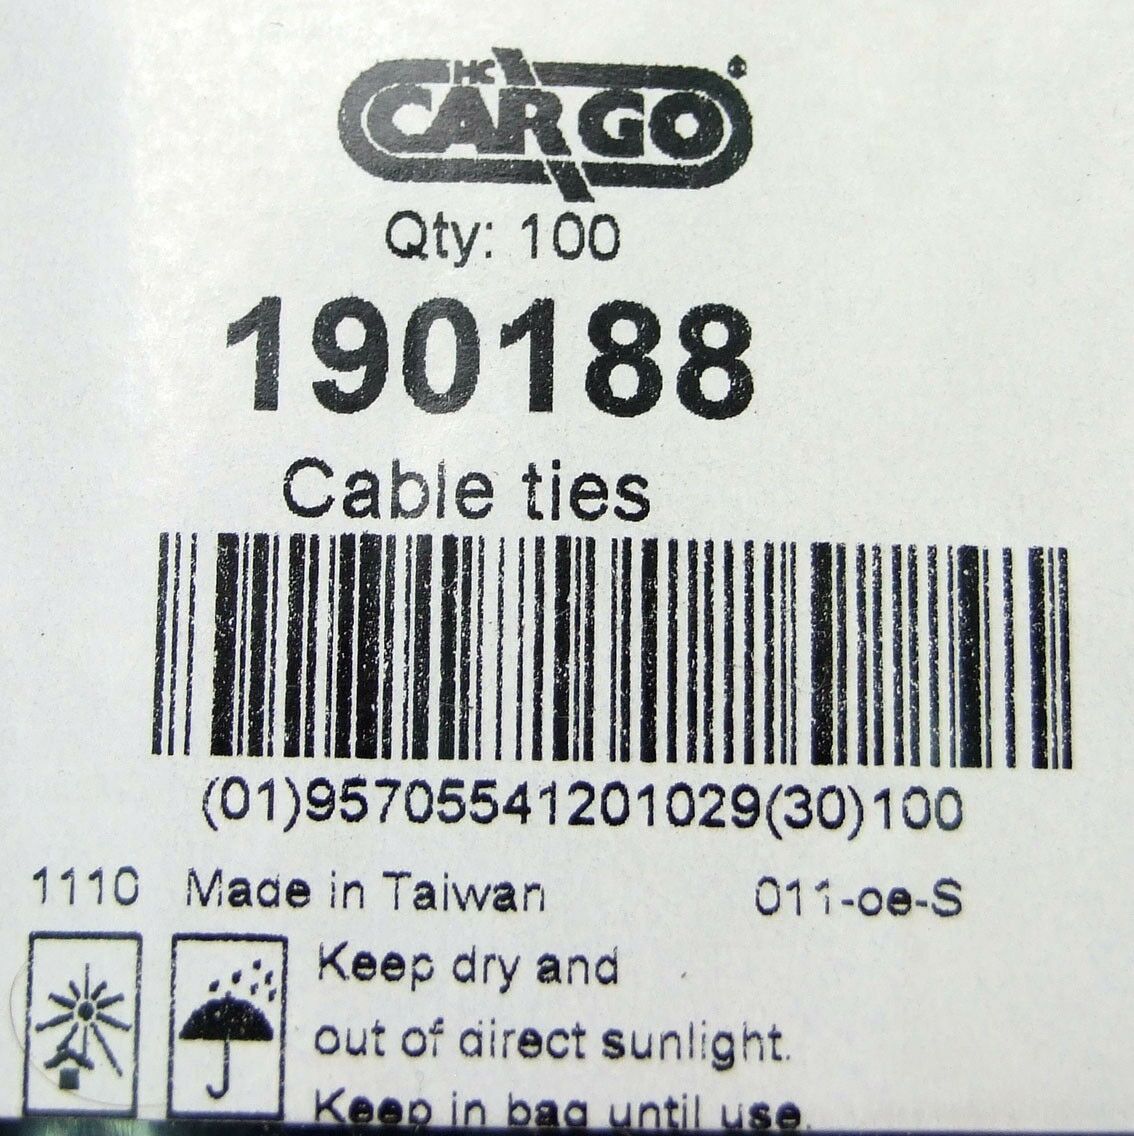 HC
CARGO®
Qty: 100
190188
Cable ties
(01)95705541201029(30)100
1110 Made in Taiwan 011-oe-S
Keep dry and
out of direct sunlight.
Keep in bag until use.